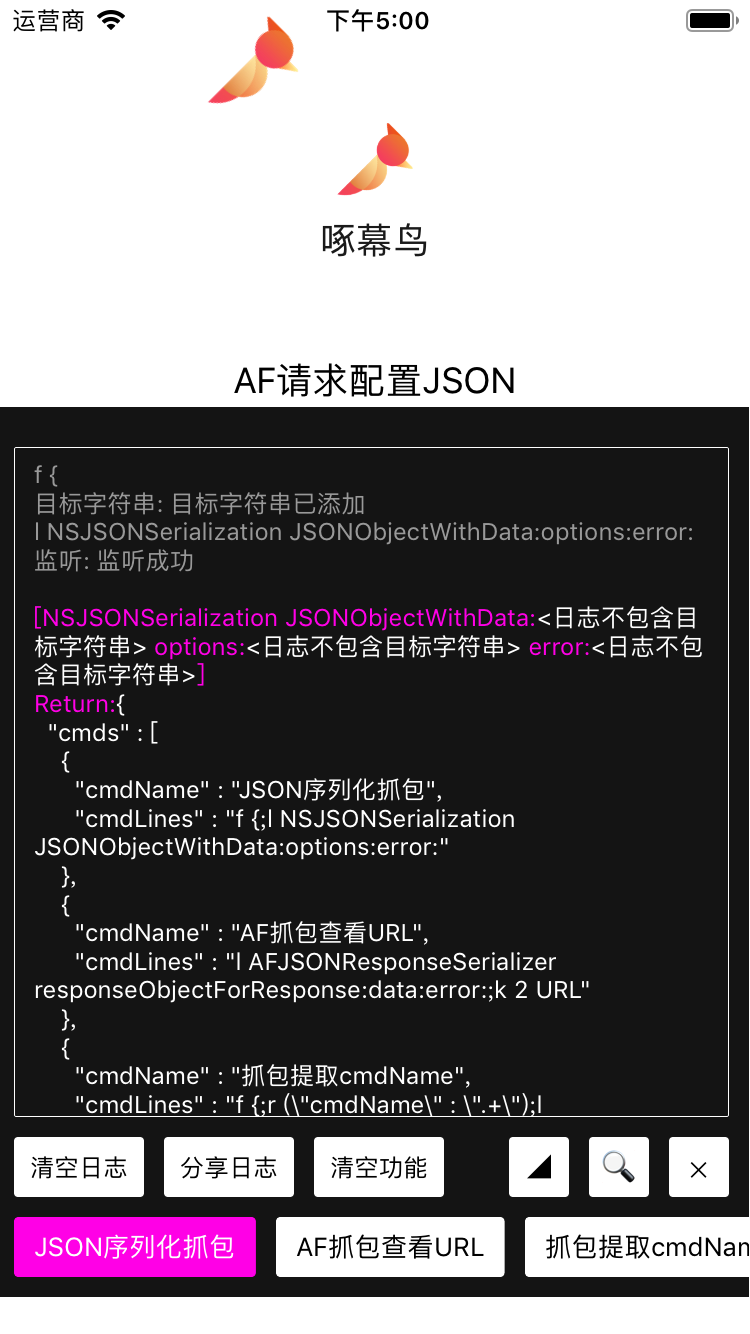 运营商 下午5:00
啄幕鸟
AF请求配置JSON
f {
目标字符串: 目标字符串已添加
l NSJSONSerialization JSONObjectWithData:options:error:
监听: 监听成功
[NSJSONSerialization JSONObjectWithData:<日志不包含目
标字符串> options:<日志不包含目标字符串> error:<日志不包
含目标字符串>]
Return:{
"cmds" : [
{
"cmdName" : "JSON序列化抓包",
"cmdLines" : "f {;l NSJSONSerialization
JSONObjectWithData:options:error:"
},
{
"cmdName" : "AF抓包查看URL",
"cmdLines" : "l AFJSONResponseSerializer
responseObjectForResponse:data:error:;k 2 URL"
},
{
"cmdName" : "抓包提取cmdName",
"cmdLines" : "f {;r (\"cmdName\" : \".+\");l
清空日志 分享日志 清空功能 ×
JSON序列化抓包 AF抓包查看URL 抓包提取cmdNam